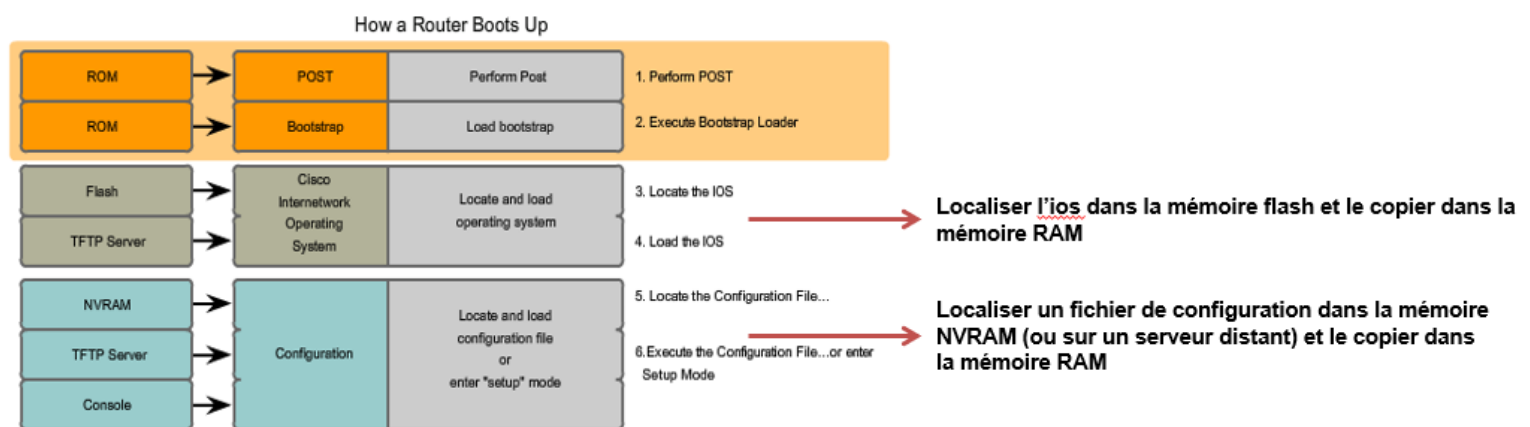 How a Router Boots Up
ROM
POST
Perform Post
1. Perform POST
ROM
Bootstrap
Load bootstrap
2. Execute Bootstrap Loader
Flash
TFTP Server
Cisco
Internetwork
Operating
System
Locate and load
operating system
3. Locate the IOS
4. Load the IOS
Localiser l'ios dans la mémoire flash et le copier dans la
mémoire RAM
NVRAM
TFTP Server
Console
Configuration
Locate and load
configuration file
or
enter "setup" mode
5. Locate the Configuration File...
6.Execute the Configuration File...or enter
Setup Mode
Localiser un fichier de configuration dans la mémoire
NVRAM (ou sur un serveur distant) et le copier dans
la mémoire RAM